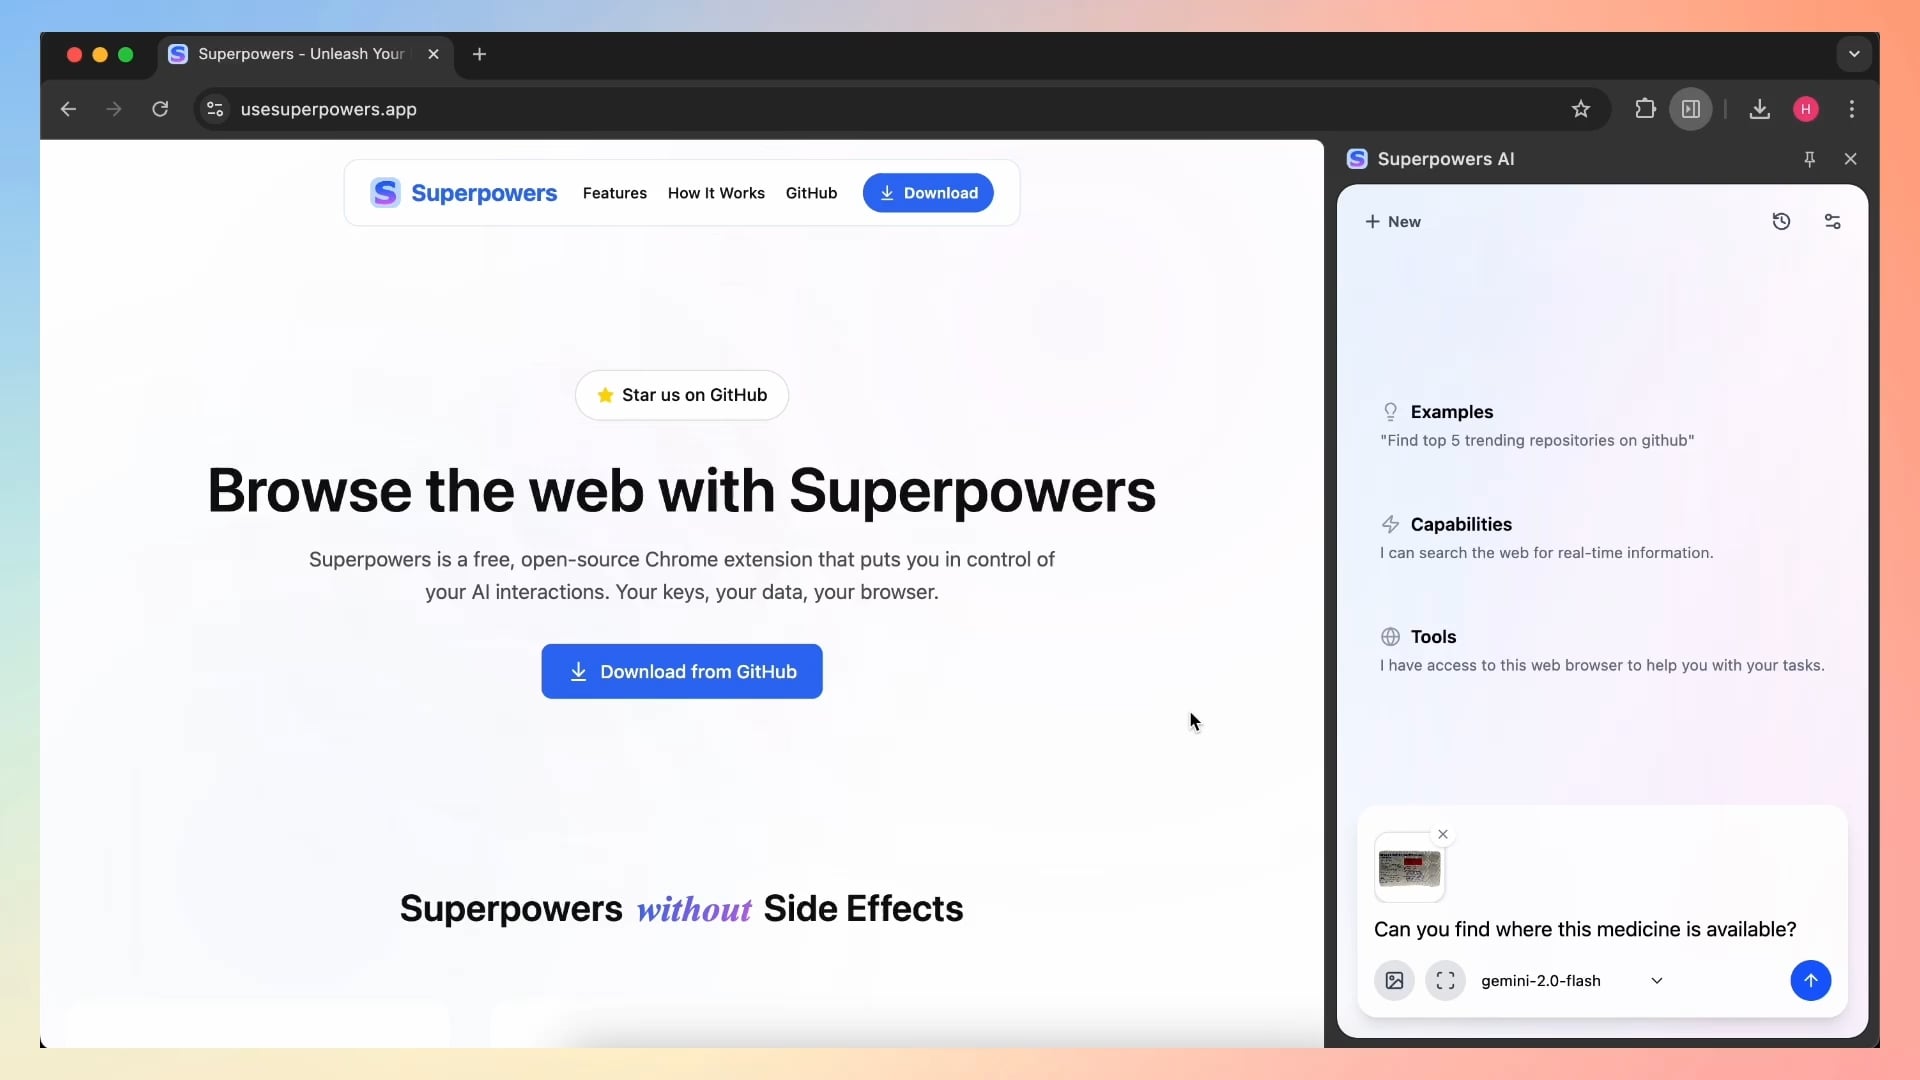 Superpowers - Unleash Your
usesuperpowers.app
H
Superpowers
Features
How It Works
GitHub
Download
Star us on GitHub
Browse the web with Superpowers
Superpowers is a free, open-source Chrome extension that puts you in control of
your AI interactions. Your keys, your data, your browser.
Download from GitHub
Superpowers without Side Effects
Superpowers AI
New
Examples
"Find top 5 trending repositories on github"
Capabilities
I can search the web for real-time information.
Tools
I have access to this web browser to help you with your tasks.
Can you find where this medicine is available?
gemini-2.0-flash